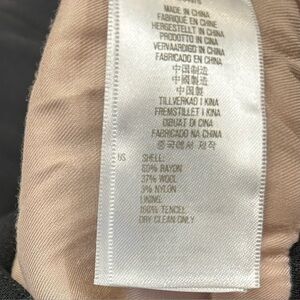 MADE IN CHINA
FABRIQUÉ EN CHINE
HERGESTELLT IN CHINA
PRODOTTO IN CINA
VERVAARDIGD IN CHINA
FABRICADO EN CHINA
中国制造
中國製造
中国製
TILLVERKAD I KINA
FREMSTILLET I KINA
DIBUAT DI CINA
FABRICADO NA CHINA
중국에서 제작
US SHELL:
60% RAYON
37% WOOL
3% NYLON
LINING:
100% TENCEL
DRY CLEAN ONLY